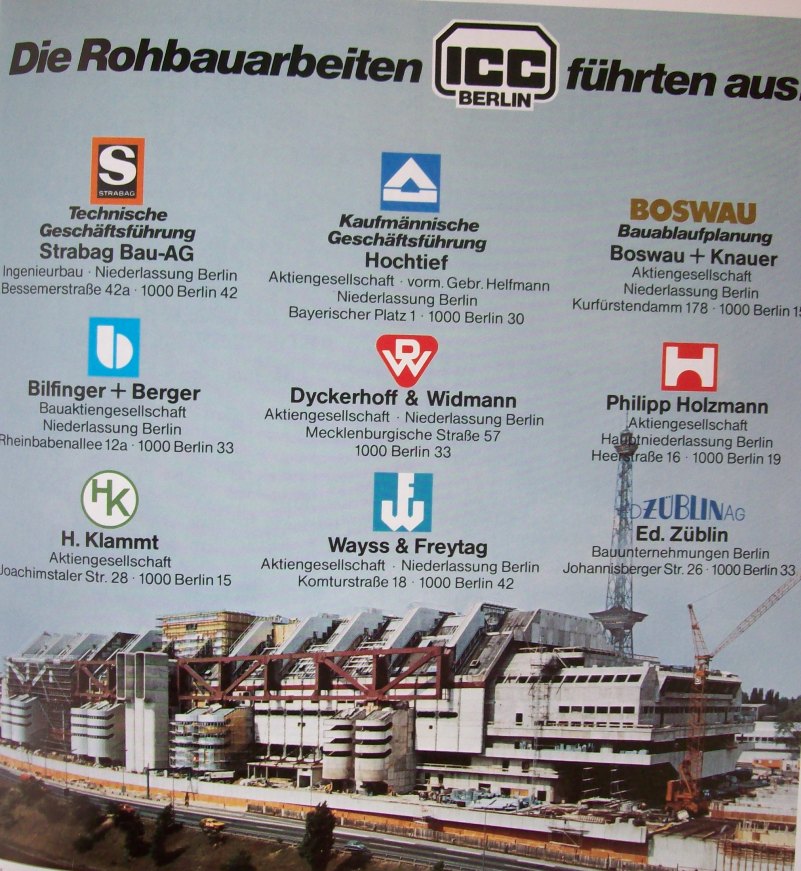 Die Rohbauarbeiten ICC BERLIN führten aus:
S
STRABAG
Technische
Geschäftsführung
Strabag Bau-AG
Ingenieurbau · Niederlassung Berlin
Bessemerstraße 42a · 1000 Berlin 42
Kaufmännische
Geschäftsführung
Hochtief
Aktiengesellschaft · vorm. Gebr. Helfmann
Niederlassung Berlin
Bayerischer Platz 1 · 1000 Berlin 30
BOSWAU
Bauablaufplanung
Boswau + Knauer
Aktiengesellschaft
Niederlassung Berlin
Kurfürstendamm 178 · 1000 Berlin 15
b
Bilfinger + Berger
Bauaktiengesellschaft
Niederlassung Berlin
Rheinbabenallee 12a · 1000 Berlin 33
DW
Dyckerhoff & Widmann
Aktiengesellschaft · Niederlassung Berlin
Mecklenburgische Straße 57
1000 Berlin 33
H
Philipp Holzmann
Aktiengesellschaft
Hauptniederlassung Berlin
Heerstraße 16 · 1000 Berlin 19
HK
H. Klammt
Aktiengesellschaft
Joachimstaler Str. 28 · 1000 Berlin 15
FW
Wayss & Freytag
Aktiengesellschaft · Niederlassung Berlin
Komturstraße 18 · 1000 Berlin 42
ED ZÜBLIN AG
Ed. Züblin
Bauunternehmungen Berlin
Johannisberger Str. 26 · 1000 Berlin 33